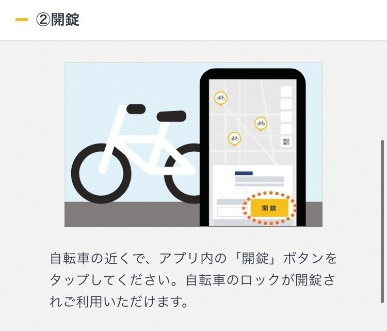 ②開錠
開錠
自転車の近くで、アプリ内の「開錠」ボタンを
タップしてください。自転車のロックが開錠さ
れご利用いただけます。